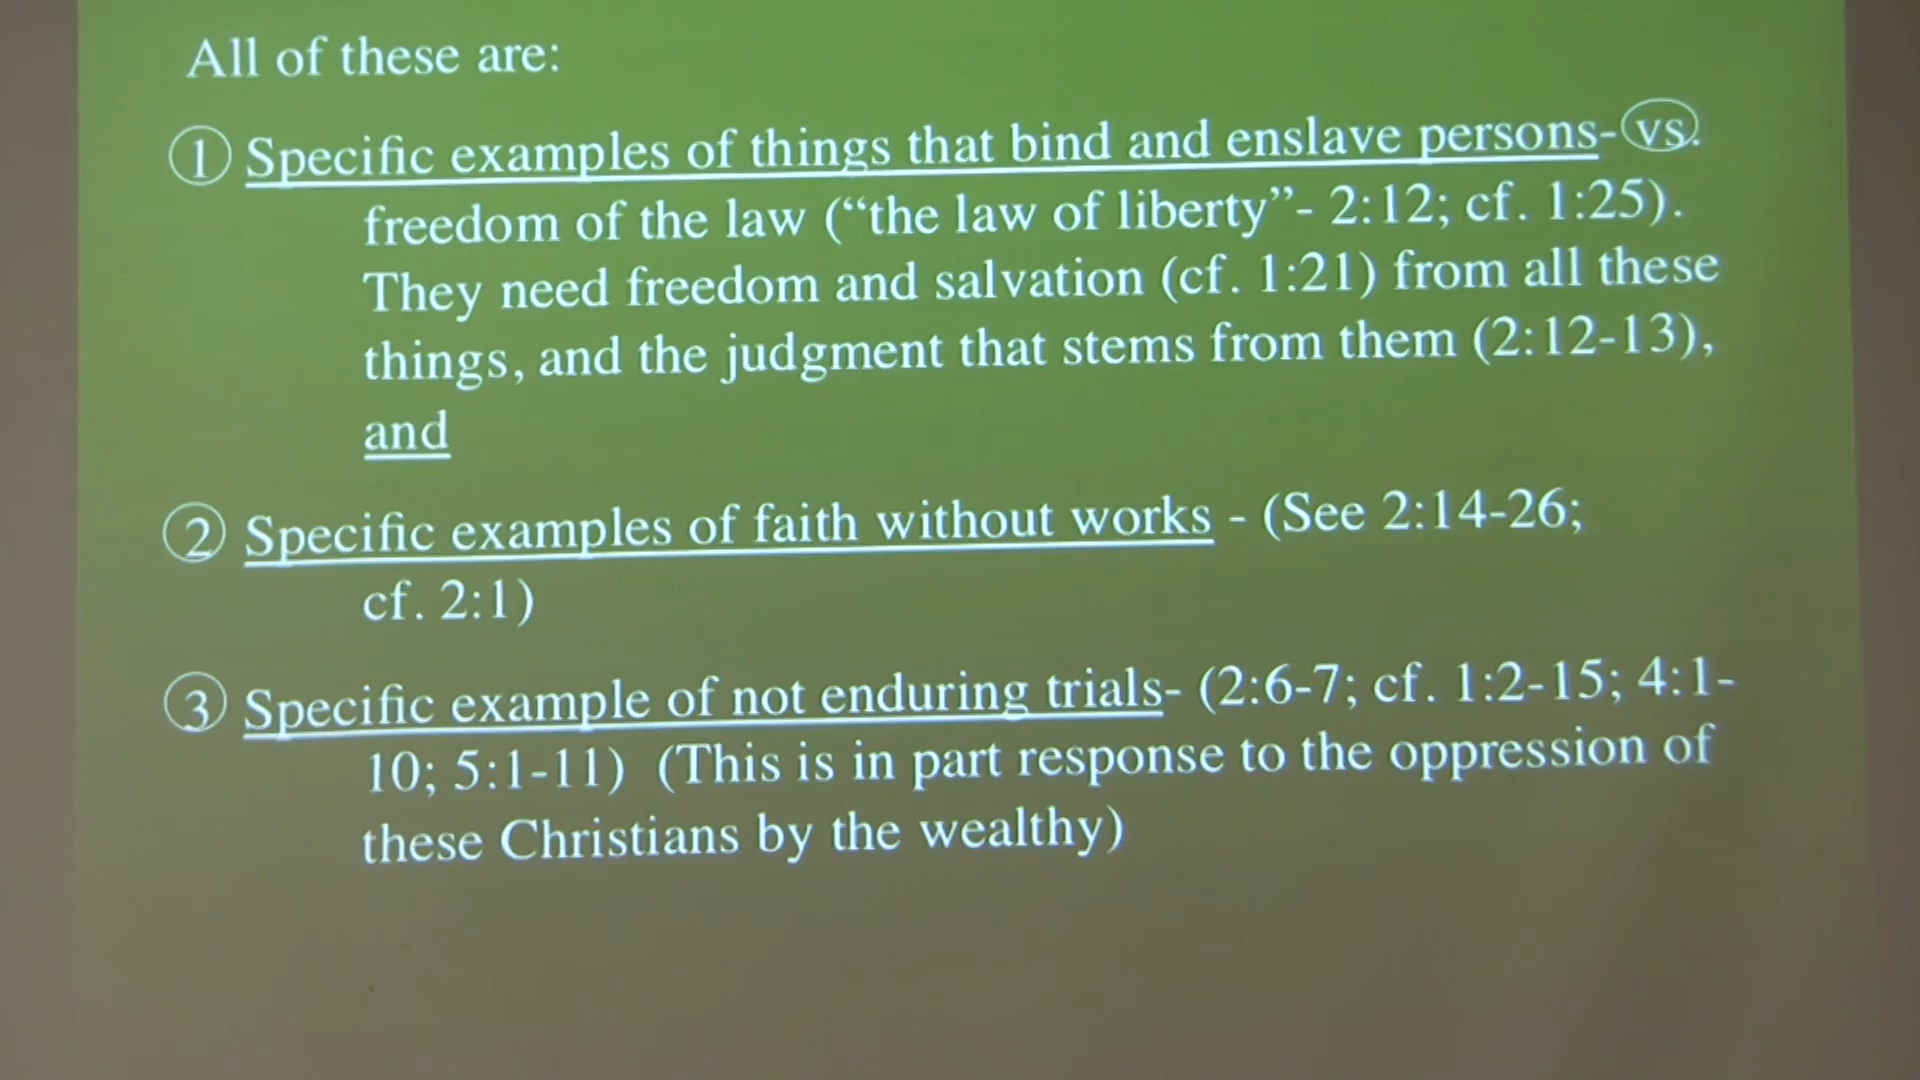 All of these are:
① Specific examples of things that bind and enslave persons- vs.
freedom of the law (“the law of liberty”- 2:12; cf. 1:25).
They need freedom and salvation (cf. 1:21) from all these
things, and the judgment that stems from them (2:12-13),
and
② Specific examples of faith without works - (See 2:14-26;
cf. 2:1)
③ Specific example of not enduring trials- (2:6-7; cf. 1:2-15; 4:1-
10; 5:1-11) (This is in part response to the oppression of
these Christians by the wealthy)